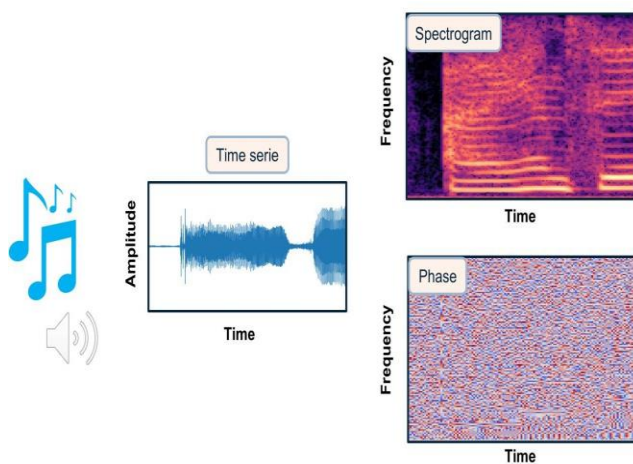 Time serie
Amplitude
Time
Spectrogram
Frequency
Time
Phase
Frequency
Time